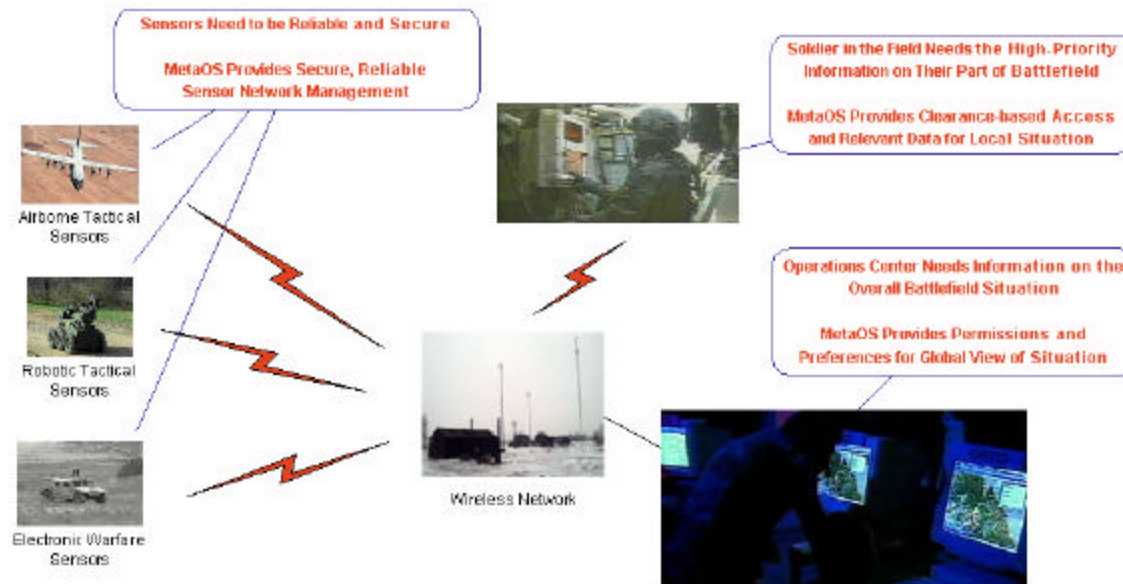 Sensors Need to be Reliable and Secure
MetaOS Provides Secure, Reliable
Sensor Network Management
Soldier in the Field Needs the High-Priority
Information on Their Part of Battlefield
MetaOS Provides Clearance-based Access
and Relevant Data for Local Situation
Airborne Tactical
Sensors
Operations Center Needs Information on the
Overall Battlefield Situation
MetaOS Provides Permissions and
Preferences for Global View of Situation
Robotic Tactical
Sensors
Wireless Network
Electronic Warfare
Sensors